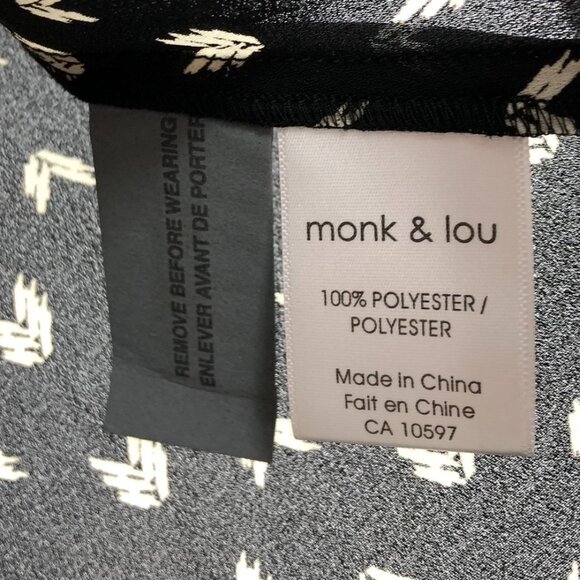 REMOVE BEFORE WEARING
ENLEVER AVANT DE PORTER
monk & lou
100% POLYESTER /
POLYESTER
Made in China
Fait en Chine
CA 10597